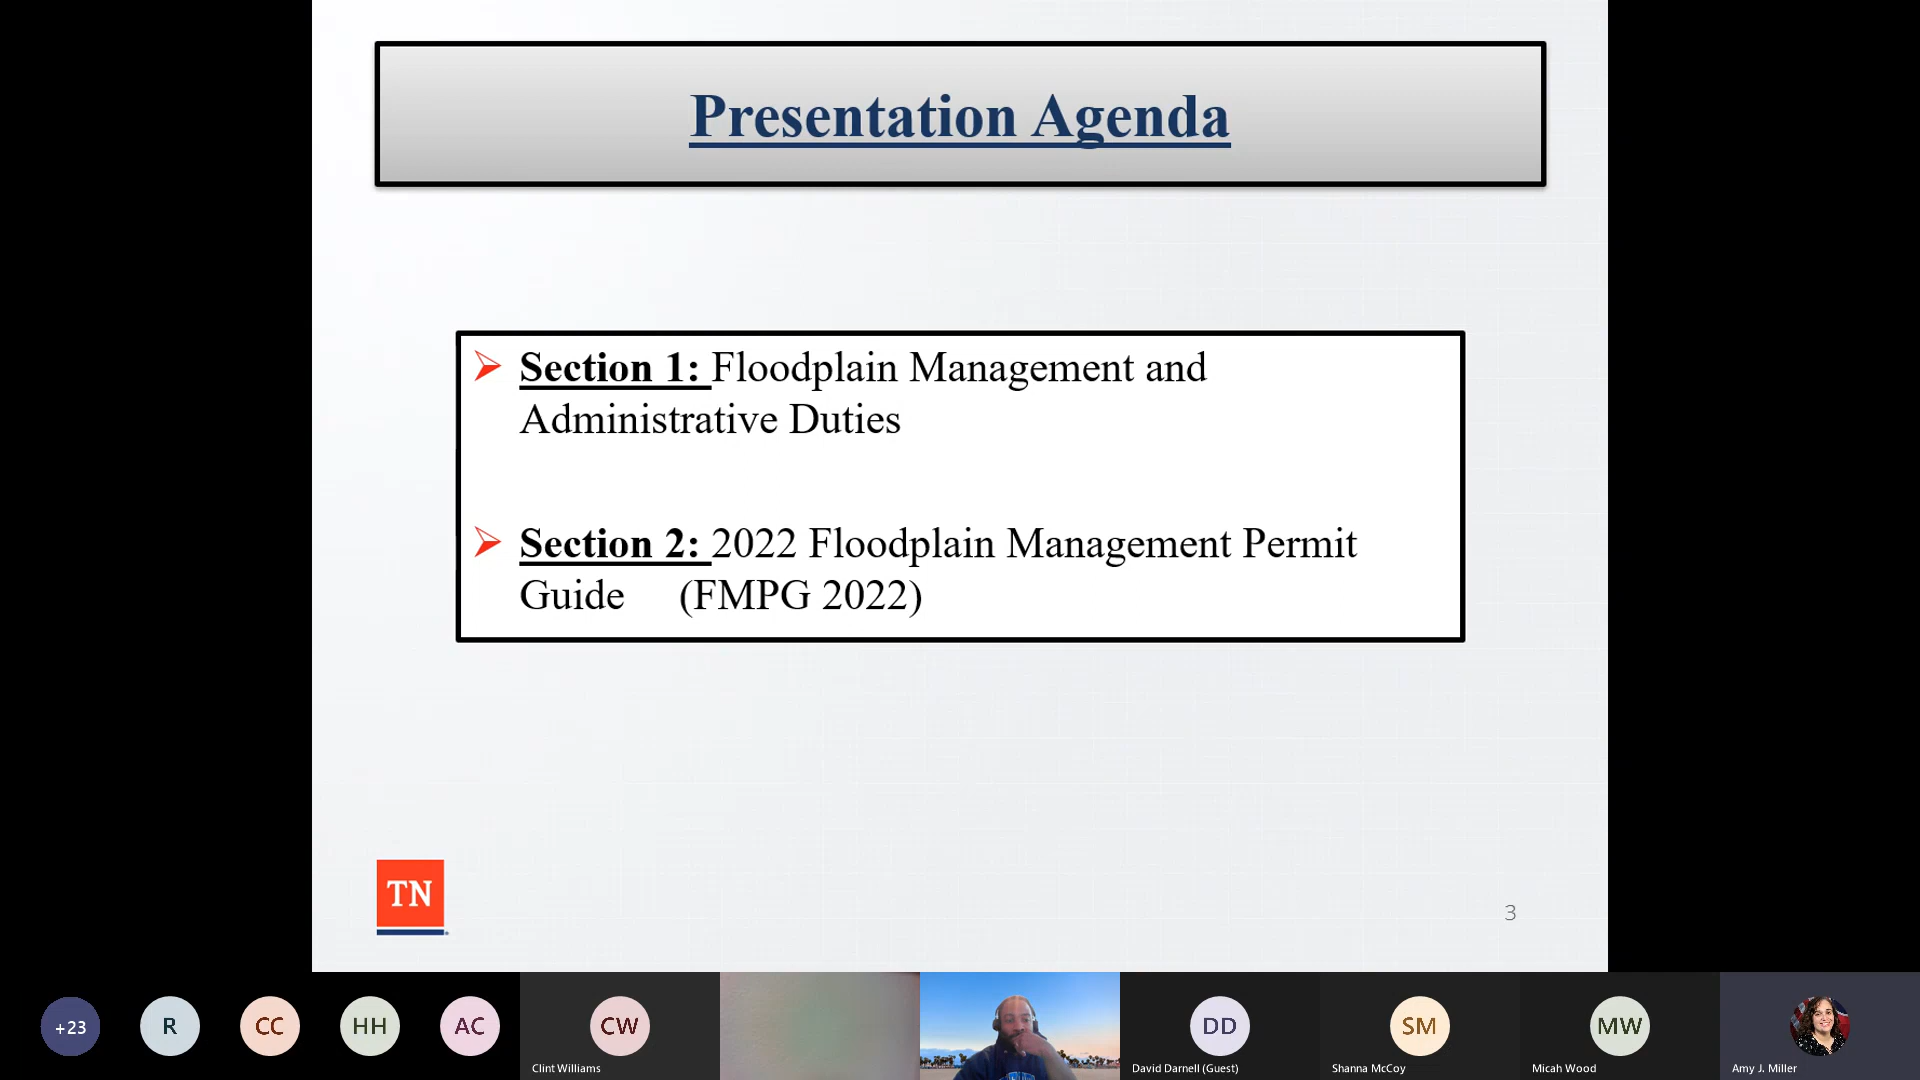 Presentation Agenda
Section 1: Floodplain Management and
Administrative Duties
Section 2: 2022 Floodplain Management Permit
Guide (FMPG 2022)
TN
3
+23
R
CC
HH
AC
CW
Clint Williams
DD
David Darnell (Guest)
SM
Shanna McCoy
MW
Micah Wood
Amy J. Miller